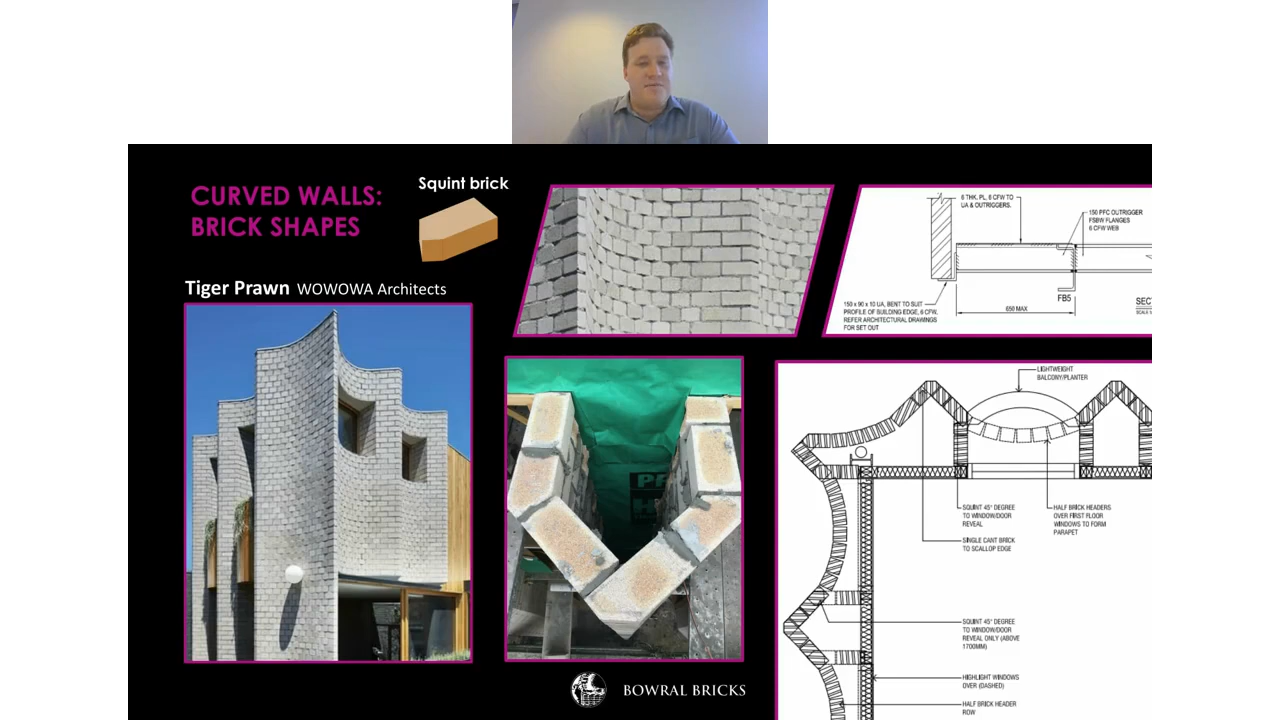 CURVED WALLS:
BRICK SHAPES
Squint brick
Tiger Prawn WOWOWA Architects
6 THK. PL, 6 CFW TO
UA & OUTRIGGERS.
150 PFC OUTRIGGER
FSBW FLANGES
6 CFW WEB
150 x 90 x 10 UA, BENT TO SUIT
PROFILE OF BUILDING EDGE, 6 CFW.
REFER ARCHITECTURAL DRAWINGS
FOR SET OUT
650 MAX
FB5
LIGHTWEIGHT
BALCONY/PLANTER
SQUINT 45° DEGREE
TO WINDOW/DOOR
REVEAL
HALF BRICK HEADERS
OVER FIRST FLOOR
WINDOWS TO FORM
PARAPET
SINGLE CANT BRICK
TO SCALLOP EDGE
SQUINT 45° DEGREE
TO WINDOW/DOOR
REVEAL ONLY (ABOVE
1700MM)
HIGHLIGHT WINDOWS
OVER (DASHED)
HALF BRICK HEADER
ROW
BOWRAL BRICKS